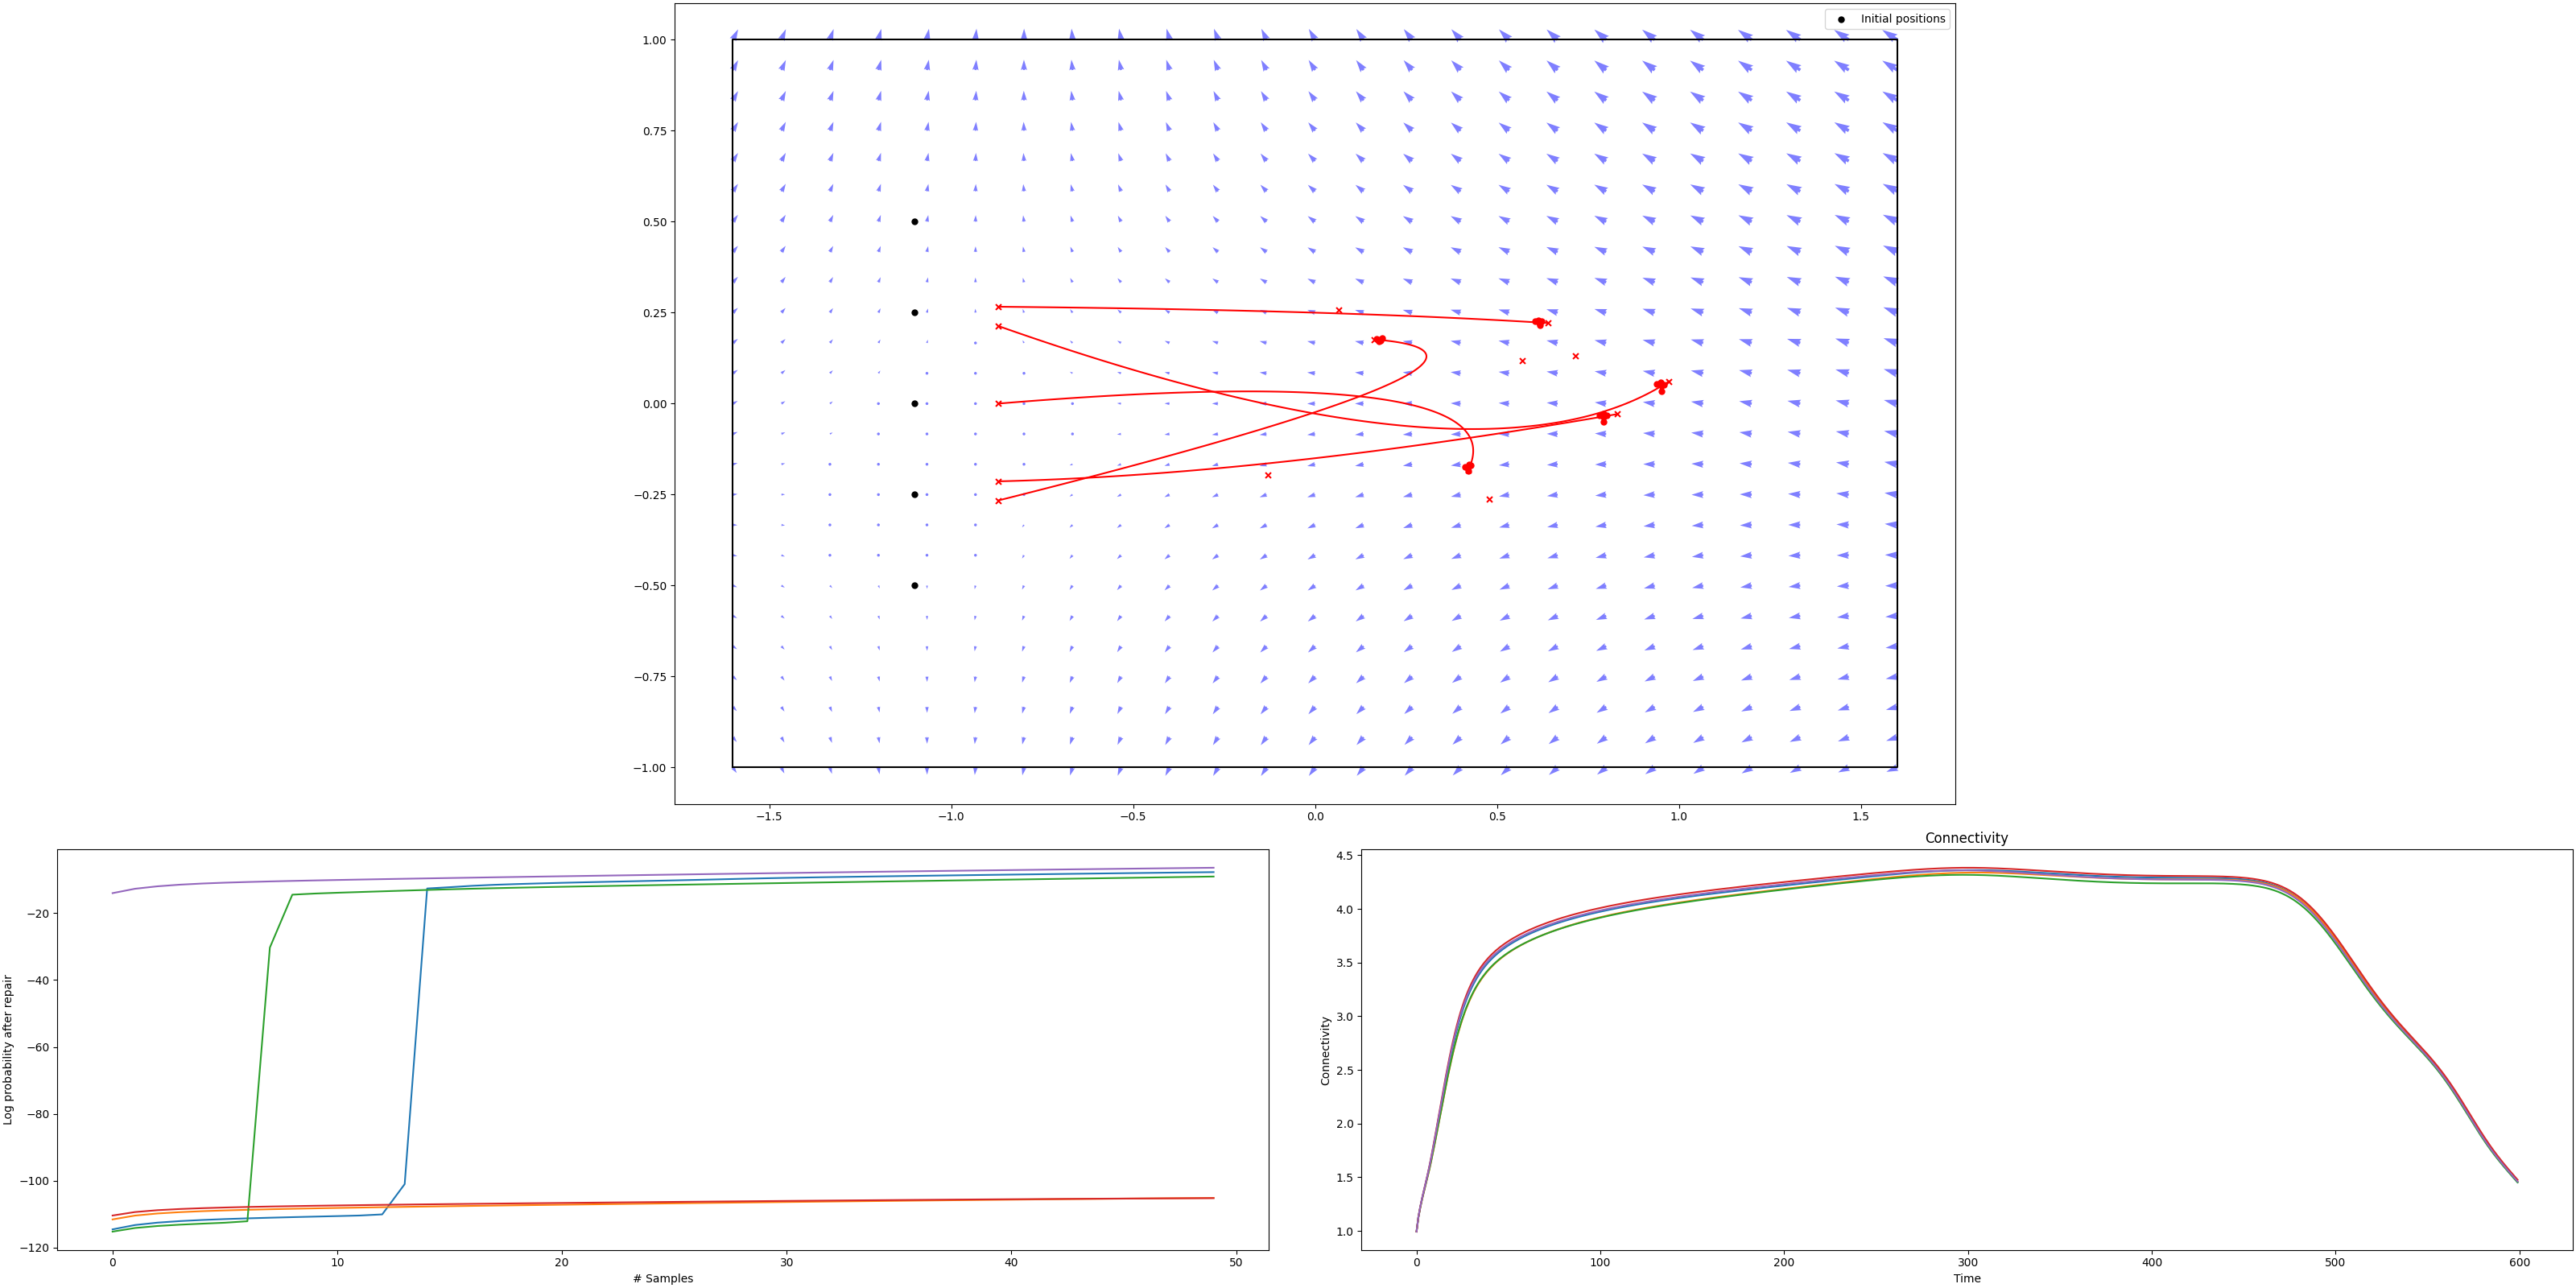 Initial positions
1.00
0.75
0.50
0.25
0.00
−0.25
−0.50
−0.75
−1.00
−1.5 −1.0 −0.5 0.0 0.5 1.0 1.5
Log probability after repair
−20
−40
−60
−80
−100
−120
0 10 20 30 40 50
# Samples
Connectivity
Connectivity
4.5
4.0
3.5
3.0
2.5
2.0
1.5
1.0
0 100 200 300 400 500 600
Time